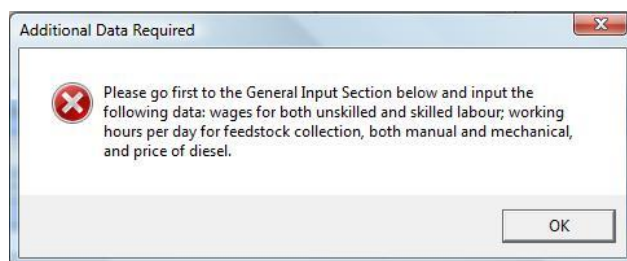 Additional Data Required
Please go first to the General Input Section below and input the
following data: wages for both unskilled and skilled labour; working
hours per day for feedstock collection, both manual and mechanical,
and price of diesel.
OK